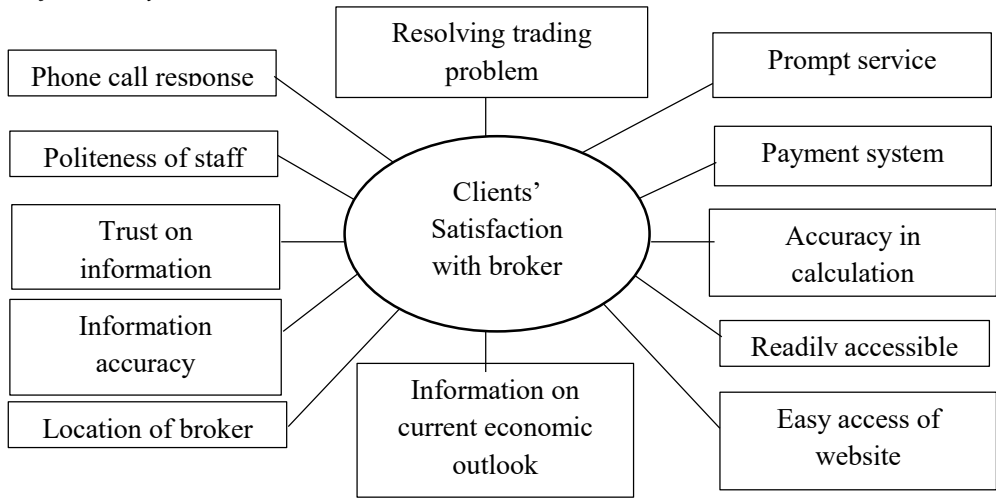 Resolving trading
problem
Phone call response
Prompt service
Politeness of staff
Payment system
Clients’
Satisfaction
with broker
Trust on
information
Accuracy in
calculation
Information
accuracy
Readily accessible
Location of broker
Information on
current economic
outlook
Easy access of
website